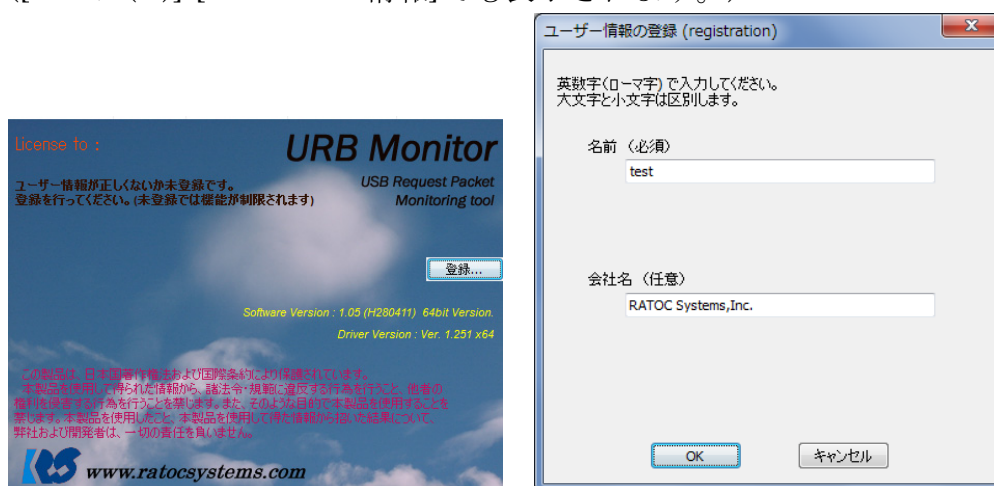 ユーザー情報の登録 (registration)
英数字(ローマ字)で入力してください。
大文字と小文字は区別します。
名前 (必須)
test
会社名 (任意)
RATOC Systems,Inc.
OK
キャンセル
License to :
URB Monitor
USB Request Packet
Monitoring tool
ユーザー情報が正しくないか未登録です。
登録を行ってください。(未登録では機能が制限されます)
登録...
Software Version : 1.05 (H280411) 64bit Version.
Driver Version : Ver. 1.251 x64
この製品は、日本国著作権法および国際条約により保護されています。
本製品を使用して得られた情報から、諸法令・規範に違反する行為を行うこと、他者の
権利を侵害する行為を行うことを禁じます。また、そのような目的で本製品を使用することを
禁じます。本製品を使用したこと、本製品を使用して得た情報から招いた結果について、
弊社および開発者は、一切の責任を負いません。
www.ratocsystems.com